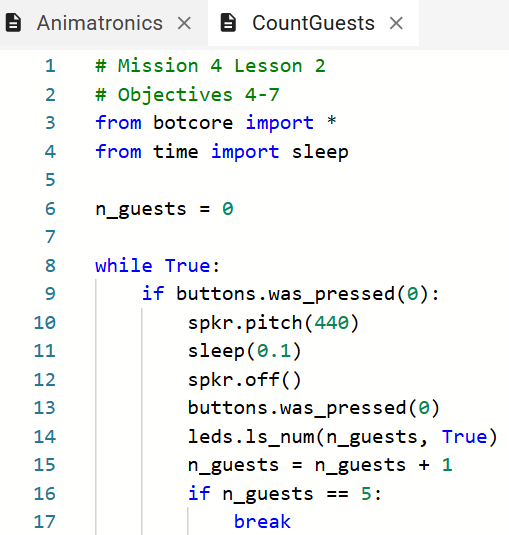 Animatronics × CountGuests ×
1 # Mission 4 Lesson 2
2 # Objectives 4-7
3 from botcore import *
4 from time import sleep
5
6 n_guests = 0
7
8 while True:
9     if buttons.was_pressed(0):
10         spkr.pitch(440)
11         sleep(0.1)
12         spkr.off()
13         buttons.was_pressed(0)
14         leds.ls_num(n_guests, True)
15         n_guests = n_guests + 1
16         if n_guests == 5:
17             break